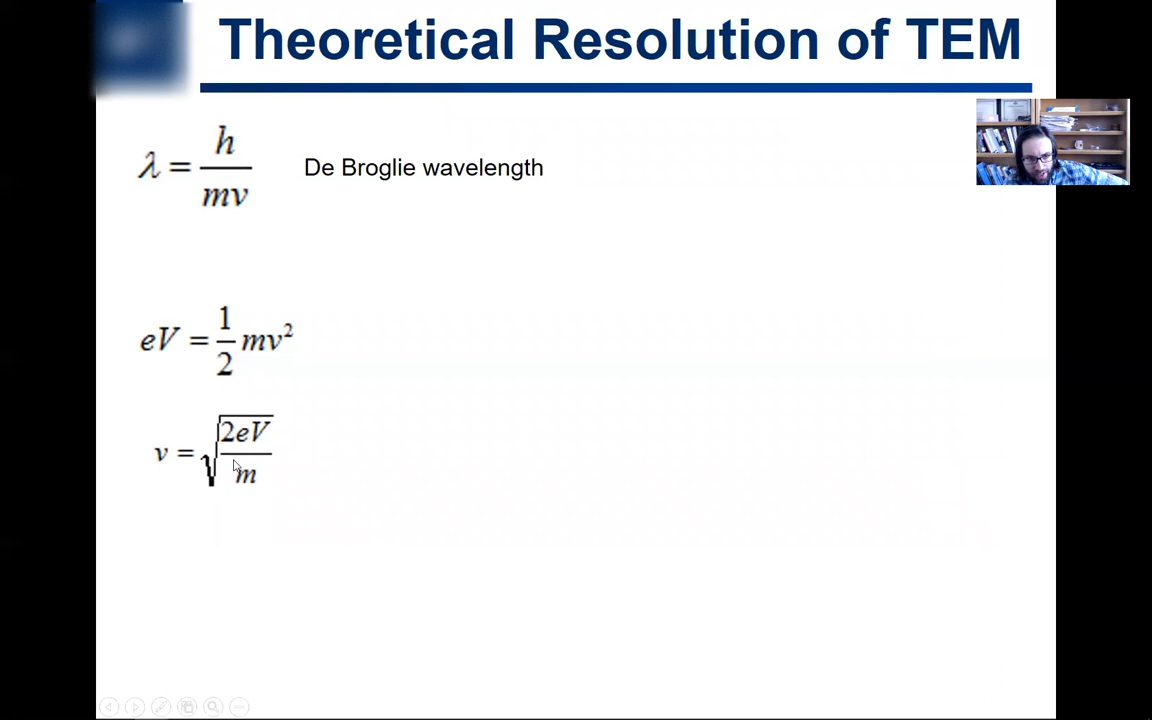 Theoretical Resolution of TEM
λ = h / mv
De Broglie wavelength
eV = 1/2 mv²
v = √(2eV / m)